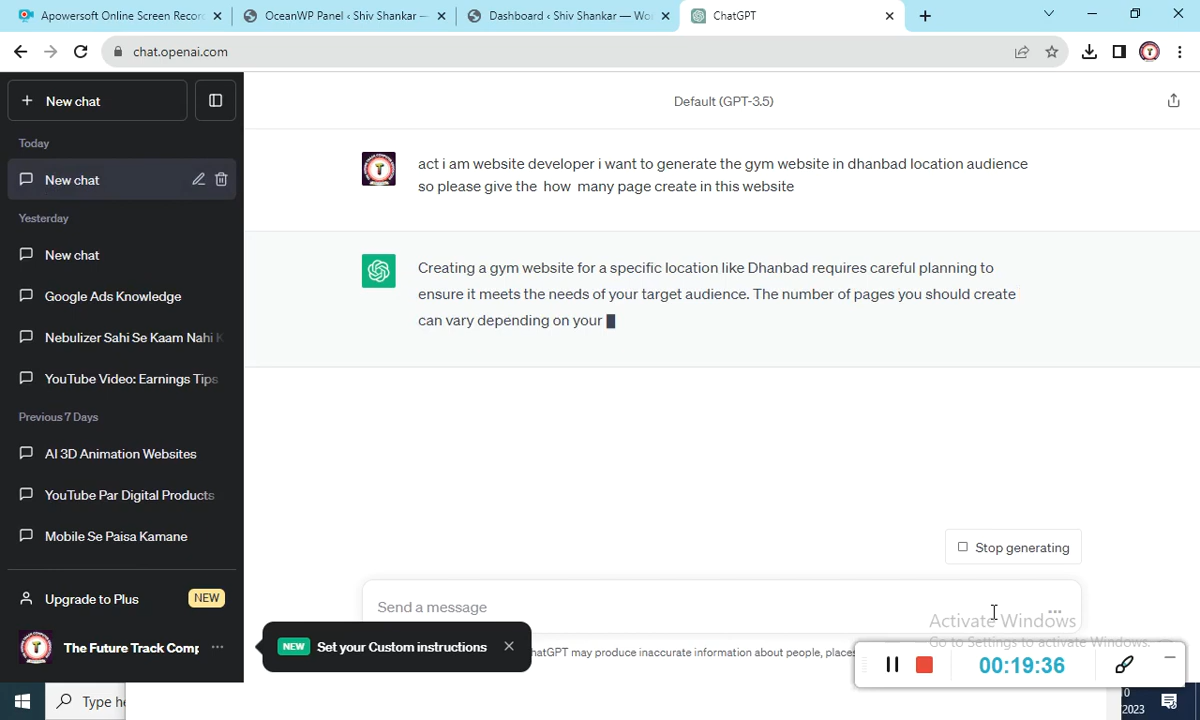 Apowersoft Online Screen Recor
OceanWP Panel ‹ Shiv Shankar —
Dashboard ‹ Shiv Shankar — Wo
ChatGPT
chat.openai.com
New chat
Default (GPT-3.5)
Today
New chat
Yesterday
New chat
Google Ads Knowledge
Nebulizer Sahi Se Kaam Nahi K
YouTube Video: Earnings Tips
Previous 7 Days
AI 3D Animation Websites
YouTube Par Digital Products
Mobile Se Paisa Kamane
Upgrade to Plus
NEW
The Future Track Comp
act i am website developer i want to generate the gym website in dhanbad location audience
so please give the how many page create in this website
Creating a gym website for a specific location like Dhanbad requires careful planning to
ensure it meets the needs of your target audience. The number of pages you should create
can vary depending on your
Stop generating
Send a message
NEW Set your Custom instructions
hatGPT may produce inaccurate information about people, places
Activate Windows
Go to Settings to activate Windows.
00:19:36
Type he
0
2023